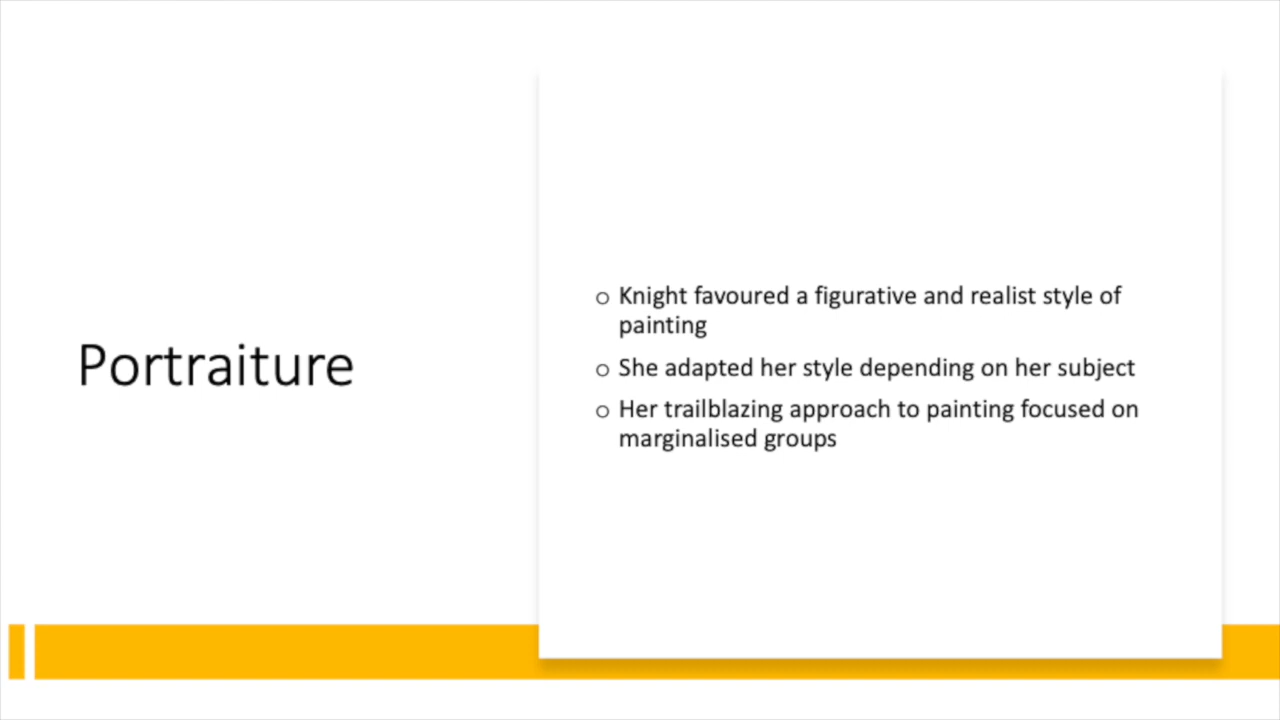 Portraiture
○ Knight favoured a figurative and realist style of
painting
○ She adapted her style depending on her subject
○ Her trailblazing approach to painting focused on
marginalised groups